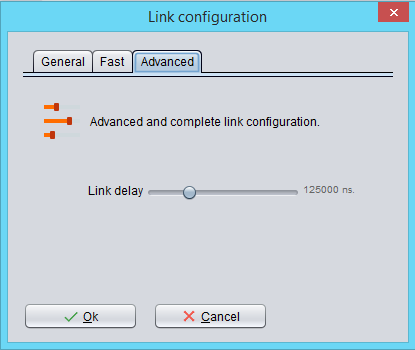 Link configuration
General Fast Advanced
Advanced and complete link configuration.
Link delay 125000 ns.
Ok Cancel